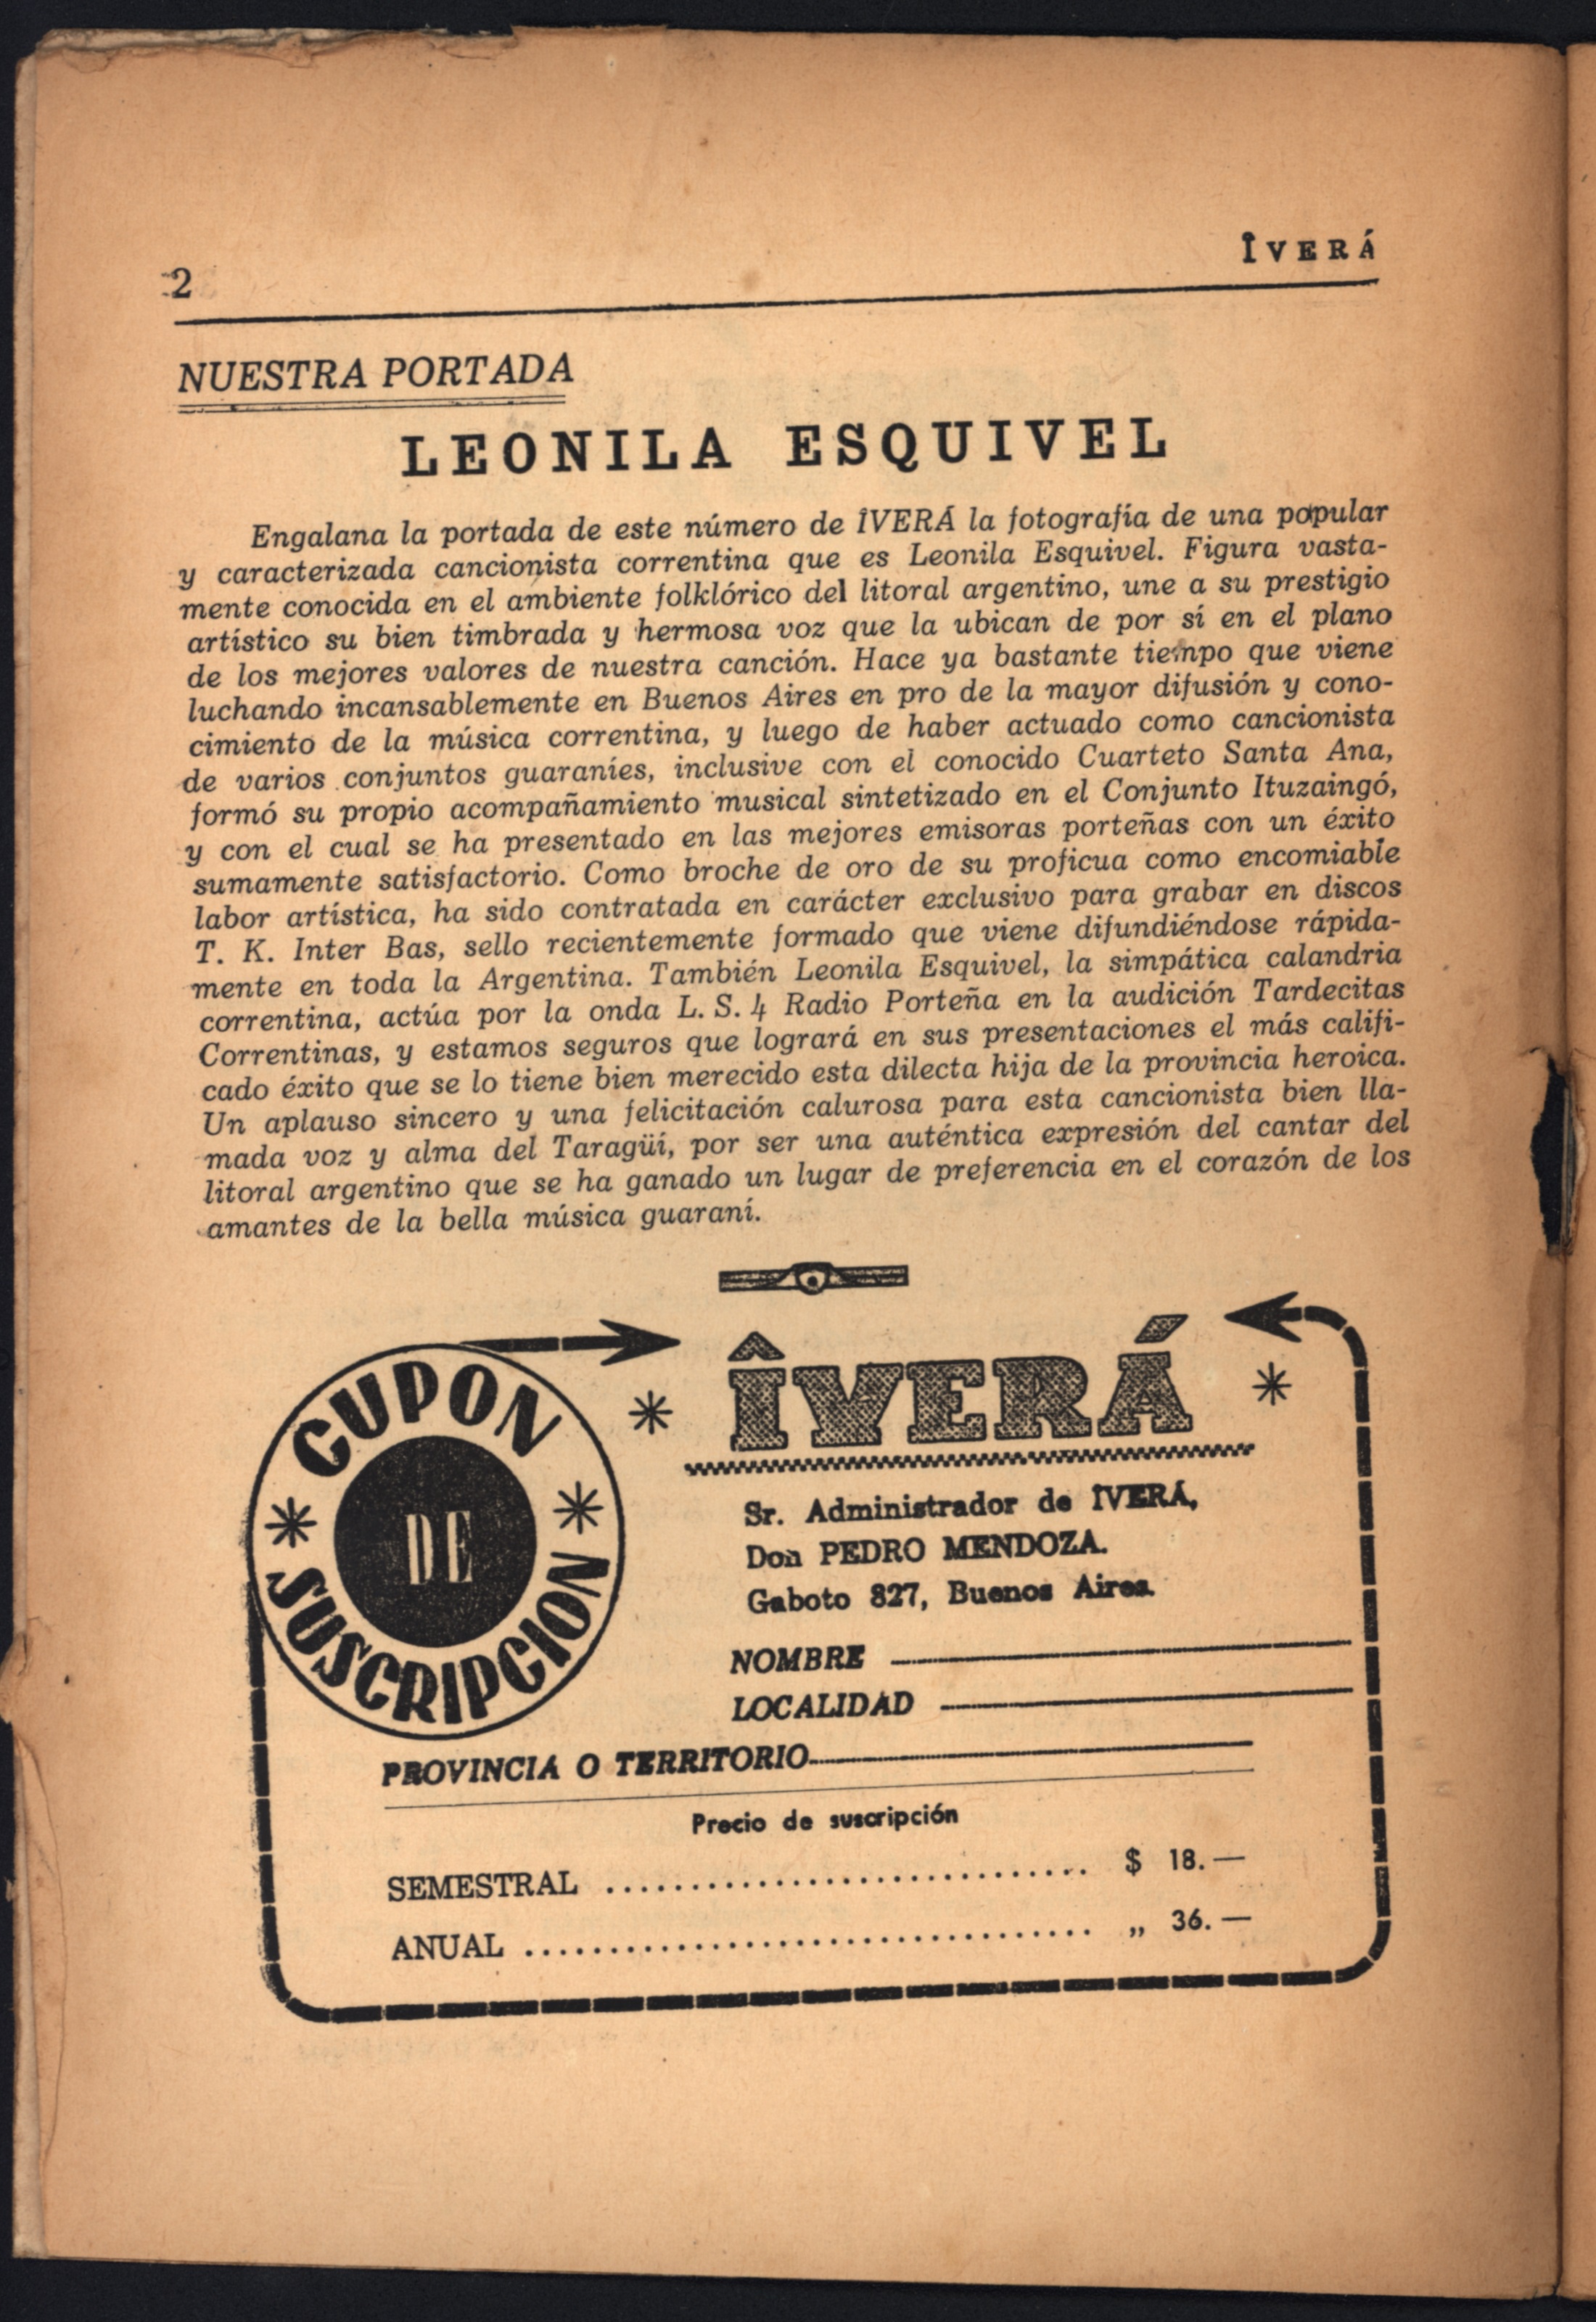 2
ÎVERÁ
NUESTRA PORTADA
LEONILA ESQUIVEL
Engalana la portada de este número de ÎVERÁ la fotografía de una popular
y caracterizada cancionista correntina que es Leonila Esquivel. Figura vasta-
mente conocida en el ambiente folklórico del litoral argentino, une a su prestigio
artístico su bien timbrada y hermosa voz que la ubican de por sí en el plano
de los mejores valores de nuestra canción. Hace ya bastante tiempo que viene
luchando incansablemente en Buenos Aires en pro de la mayor difusión y cono-
cimiento de la música correntina, y luego de haber actuado como cancionista
de varios conjuntos guaraníes, inclusive con el conocido Cuarteto Santa Ana,
formó su propio acompañamiento musical sintetizado en el Conjunto Ituzaingó,
y con el cual se ha presentado en las mejores emisoras porteñas con un éxito
sumamente satisfactorio. Como broche de oro de su proficua como encomiable
labor artística, ha sido contratada en carácter exclusivo para grabar en discos
T. K. Inter Bas, sello recientemente formado que viene difundiéndose rápida-
mente en toda la Argentina. También Leonila Esquivel, la simpática calandria
correntina, actúa por la onda L. S. 4 Radio Porteña en la audición Tardecitas
Correntinas, y estamos seguros que logrará en sus presentaciones el más califi-
cado éxito que se lo tiene bien merecido esta dilecta hija de la provincia heroica.
Un aplauso sincero y una felicitación calurosa para esta cancionista bien lla-
mada voz y alma del Taragüí, por ser una auténtica expresión del cantar del
litoral argentino que se ha ganado un lugar de preferencia en el corazón de los
amantes de la bella música guaraní.
CUPON
DE
SUSCRIPCION
ÎVERÁ
Sr. Administrador de ÎVERÁ,
Don PEDRO MENDOZA.
Gaboto 827, Buenos Aires.
NOMBRE
LOCALIDAD
PROVINCIA O TERRITORIO
Precio de suscripción
SEMESTRAL .............................. $ 18.—
ANUAL .................................. „ 36.—